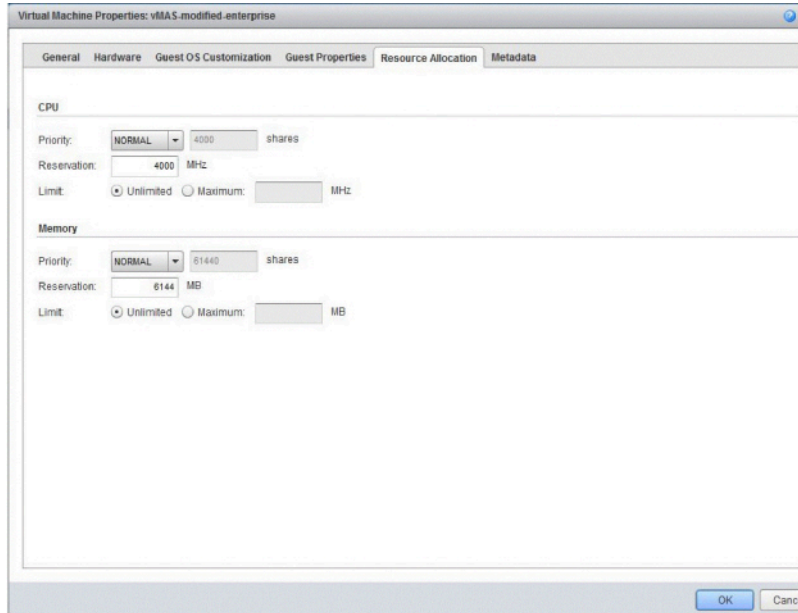 Virtual Machine Properties: vMAS-modified-enterprise
General Hardware Guest OS Customization Guest Properties Resource Allocation Metadata
CPU
Priority: NORMAL 4000 shares
Reservation: 4000 MHz
Limit: Unlimited Maximum: MHz
Memory
Priority: NORMAL 61440 shares
Reservation: 6144 MB
Limit: Unlimited Maximum: MB
OK Canc